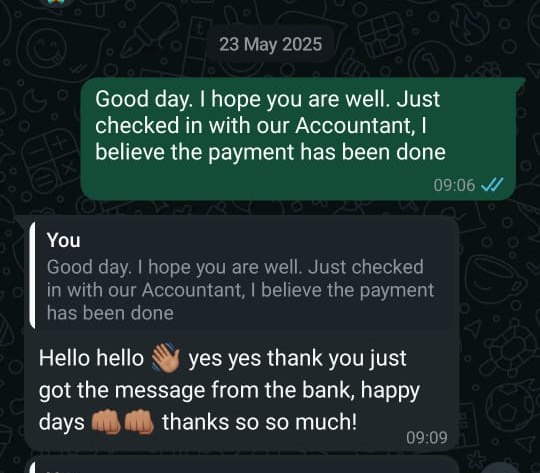 23 May 2025
Good day. I hope you are well. Just
checked in with our Accountant, I
believe the payment has been done
09:06
You
Good day. I hope you are well. Just checked
in with our Accountant, I believe the payment
has been done
Hello hello 👋🏽 yes yes thank you just
got the message from the bank, happy
days 👊🏽👊🏽 thanks so so much!
09:09